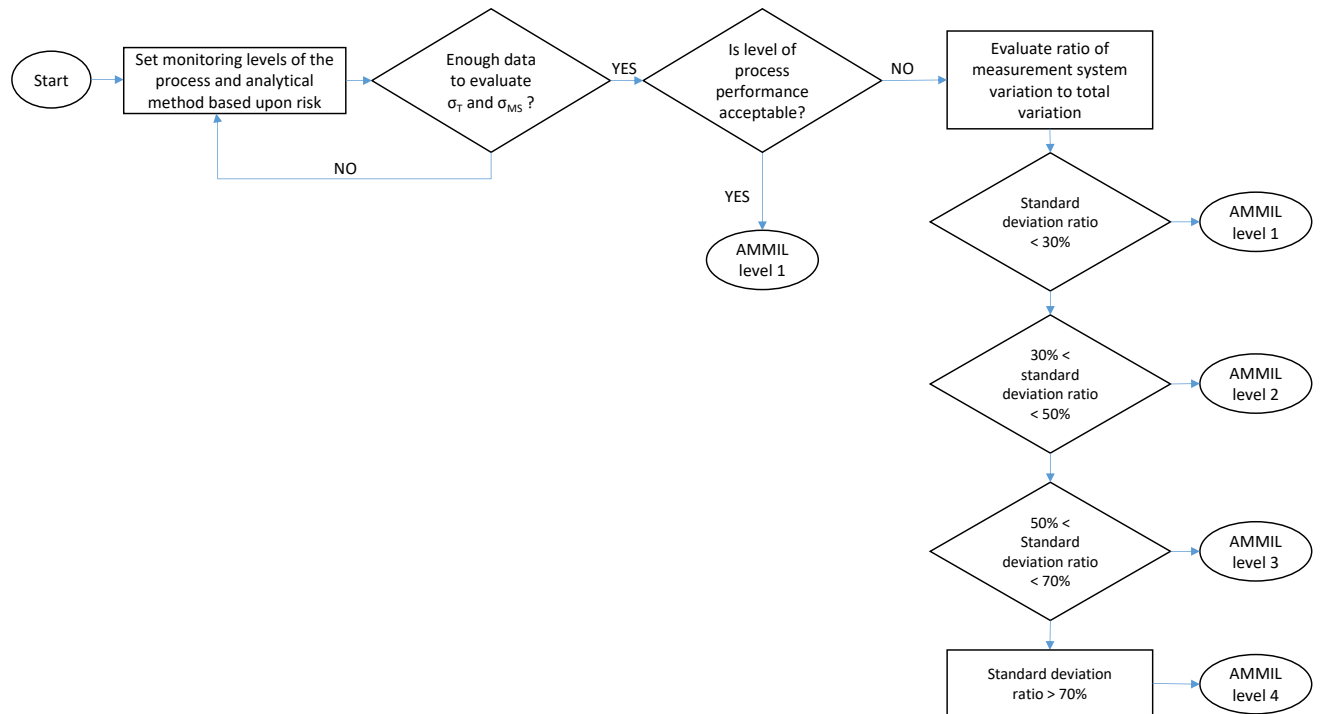 Start
Set monitoring levels of the
process and analytical
method based upon risk
Enough data
to evaluate
σT and σMS ?
YES
NO
Is level of
process
performance
acceptable?
NO
YES
AMMIL
level 1
Evaluate ratio of
measurement system
variation to total
variation
Standard
deviation ratio
< 30%
AMMIL
level 1
30% <
standard
deviation ratio
< 50%
AMMIL
level 2
50% <
Standard
deviation ratio
< 70%
AMMIL
level 3
Standard deviation
ratio > 70%
AMMIL
level 4